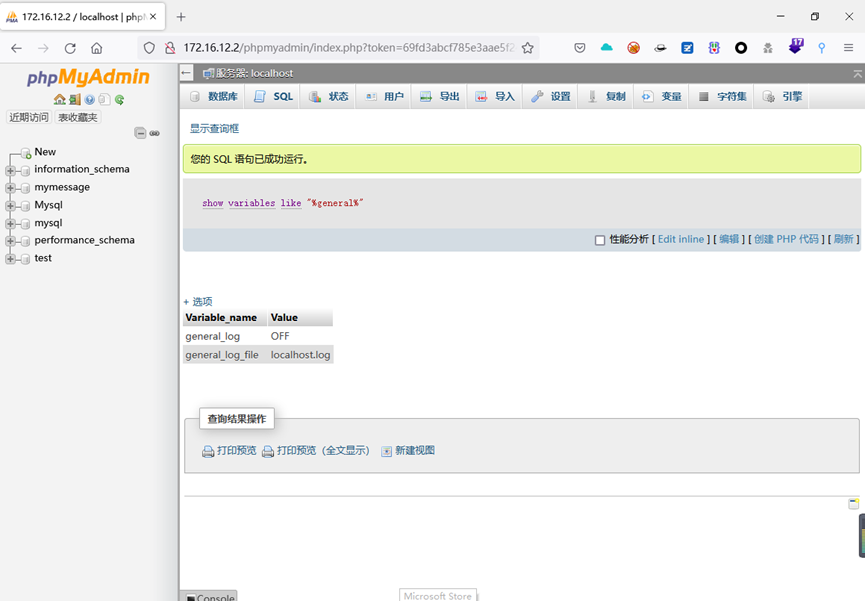 172.16.12.2 / localhost | phpM
172.16.12.2/phpmyadmin/index.php?token=69fd3abcf785e3aae5f2
17
phpMyAdmin
近期访问 表收藏夹
New
information_schema
mymessage
Mysql
mysql
performance_schema
test
服务器: localhost
数据库 SQL 状态 用户 导出 导入 设置 复制 变量 字符集 引擎
显示查询框
您的 SQL 语句已成功运行。
show variables like "%general%"
性能分析 [ Edit inline ] [ 编辑 ] [ 创建 PHP 代码 ] [ 刷新 ]
+ 选项
Variable_name Value
general_log OFF
general_log_file localhost.log
查询结果操作
打印预览 打印预览 (全文显示) 新建视图
Console
Microsoft Store